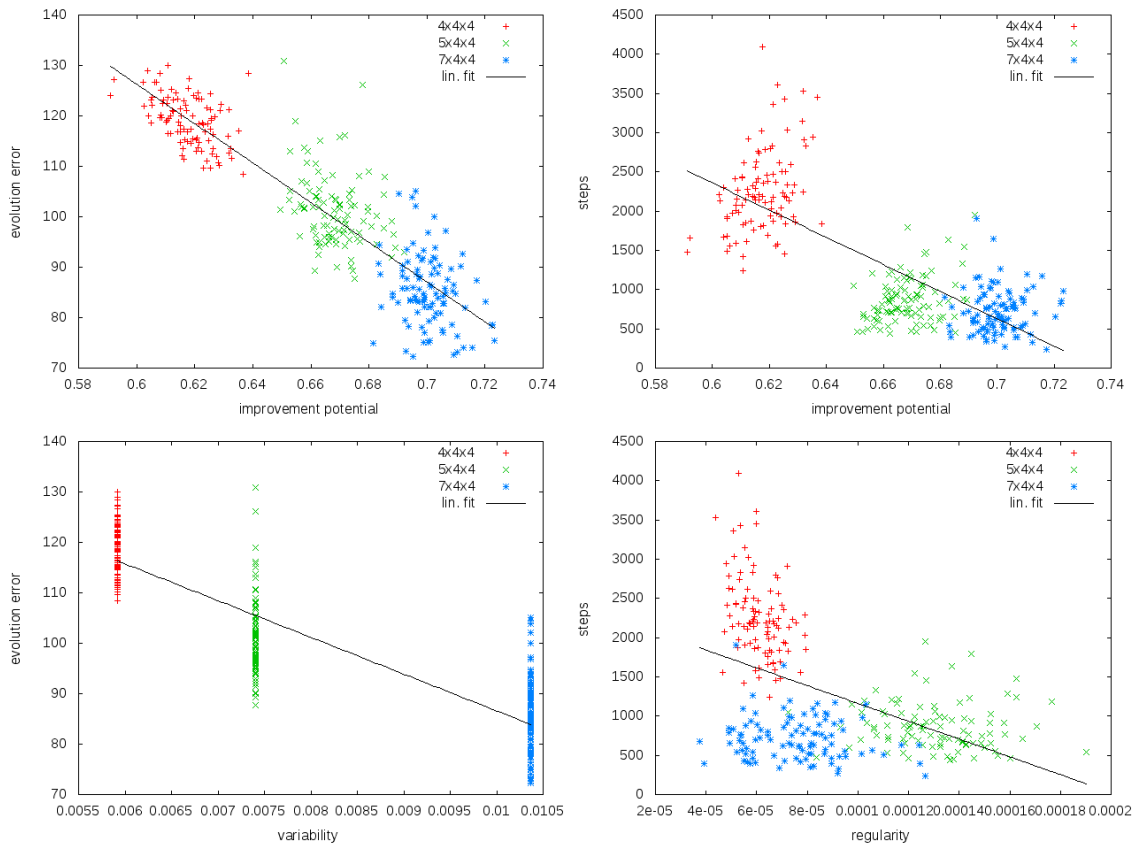 140
130
120
110
100
90
80
70
evolution error
4x4x4
5x4x4
7x4x4
lin. fit
0.58 0.6 0.62 0.64 0.66 0.68 0.7 0.72 0.74
improvement potential
4500
4000
3500
3000
2500
2000
1500
1000
500
0
steps
4x4x4
5x4x4
7x4x4
lin. fit
0.58 0.6 0.62 0.64 0.66 0.68 0.7 0.72 0.74
improvement potential
140
130
120
110
100
90
80
70
evolution error
4x4x4
5x4x4
7x4x4
lin. fit
0.0055 0.006 0.0065 0.007 0.0075 0.008 0.0085 0.009 0.0095 0.01 0.0105
variability
4500
4000
3500
3000
2500
2000
1500
1000
500
0
steps
4x4x4
5x4x4
7x4x4
lin. fit
2e-05 4e-05 6e-05 8e-05 0.0001 0.00012 0.00014 0.00016 0.00018 0.0002
regularity